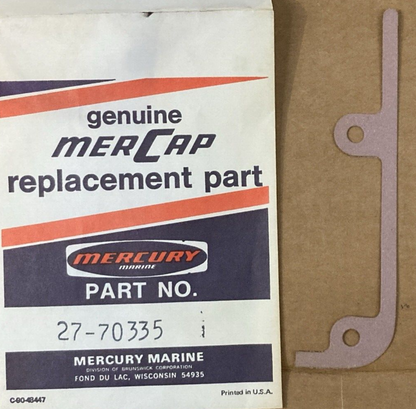 genuine
MERCAP
replacement part
MERCURY
MARINE
PART NO.
27-70335 1
MERCURY MARINE
DIVISION OF BRUNSWICK CORPORATION
FOND DU LAC, WISCONSIN 54935
C-90-48447
Printed in U.S.A.